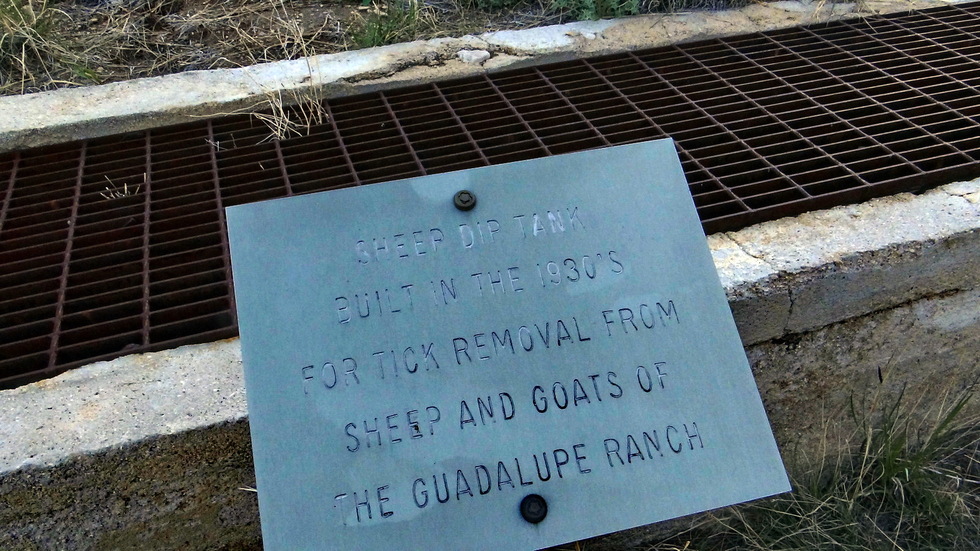 SHEEP DIP TANK
BUILT IN THE 1930'S
FOR TICK REMOVAL FROM
SHEEP AND GOATS OF
THE GUADALUPE RANCH